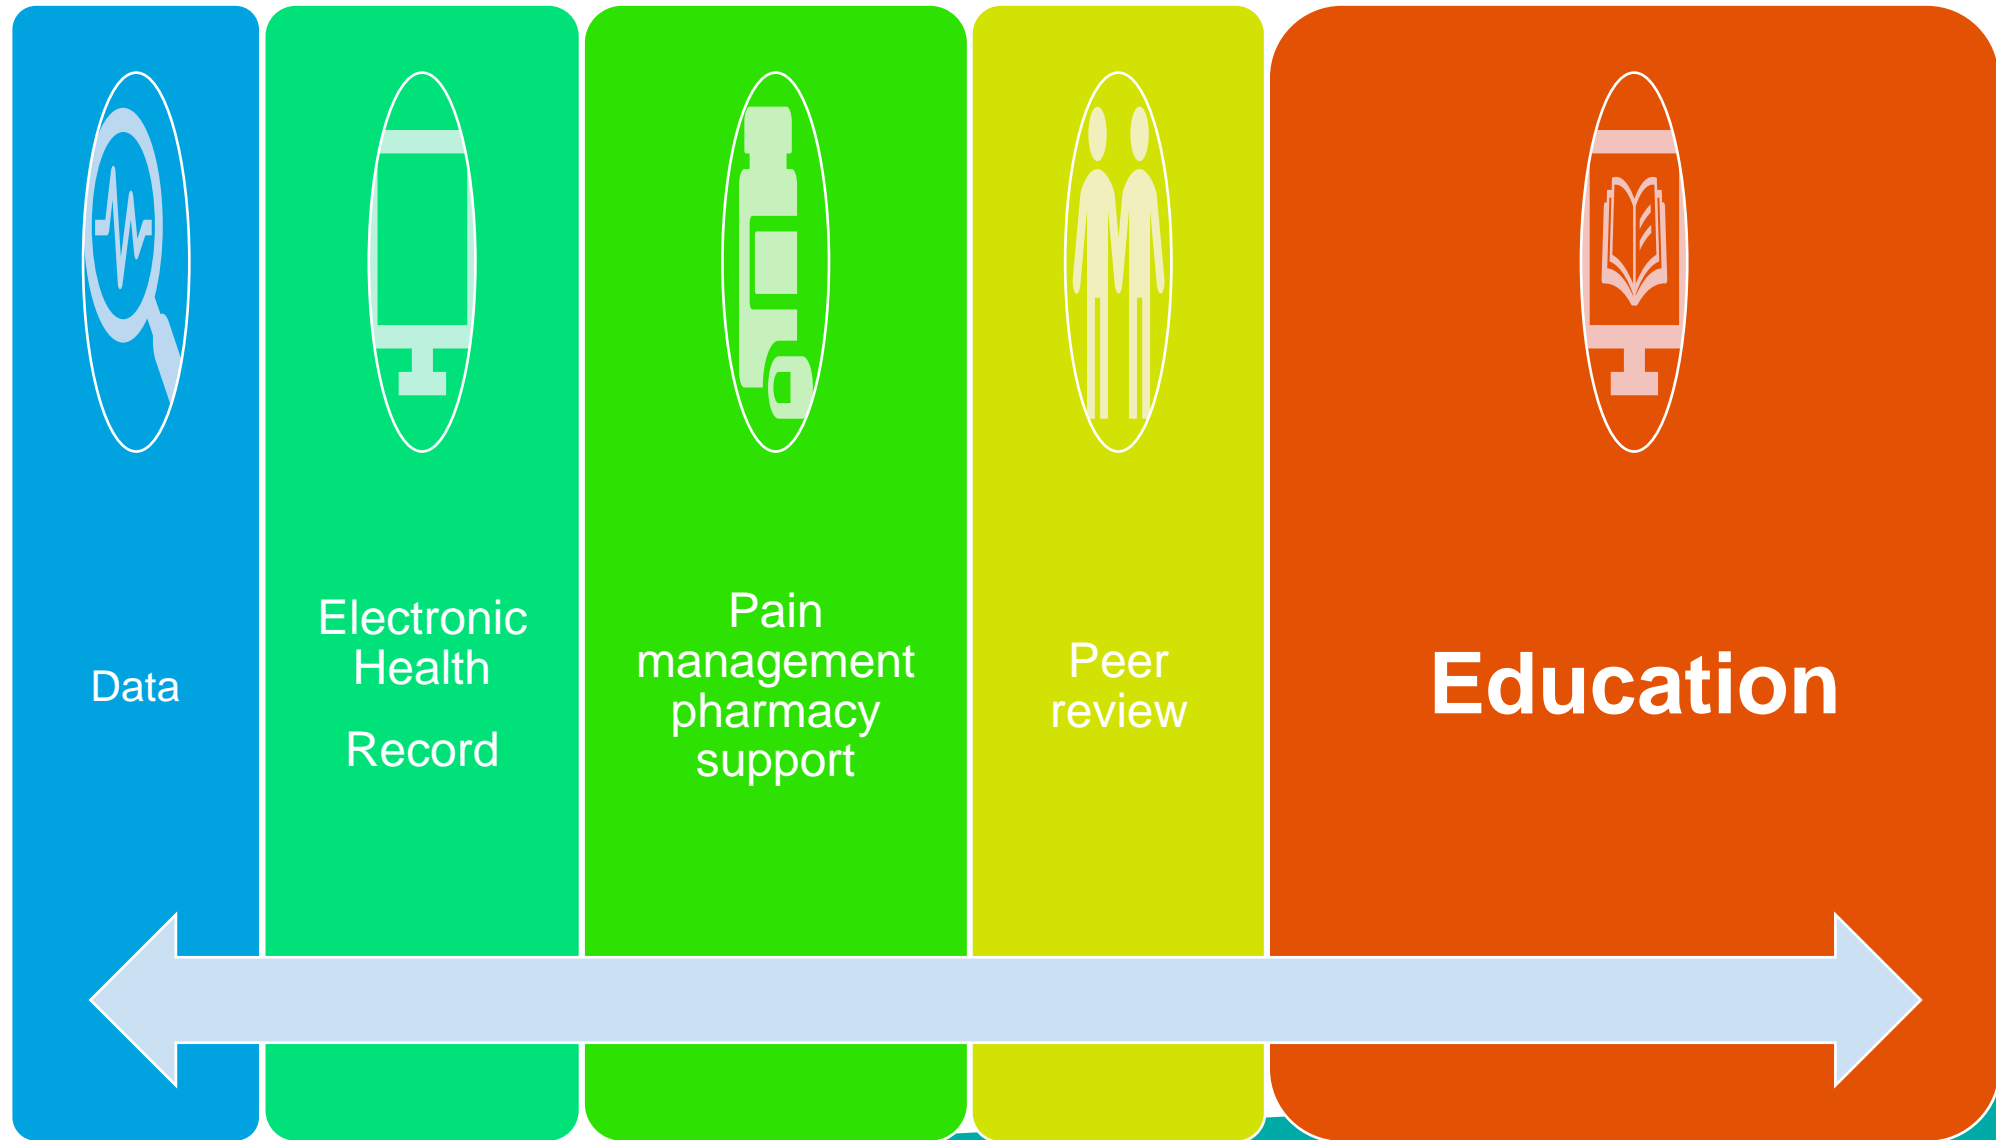 Data
Electronic
Health
Record
Pain
management
pharmacy
support
Peer
review
Education